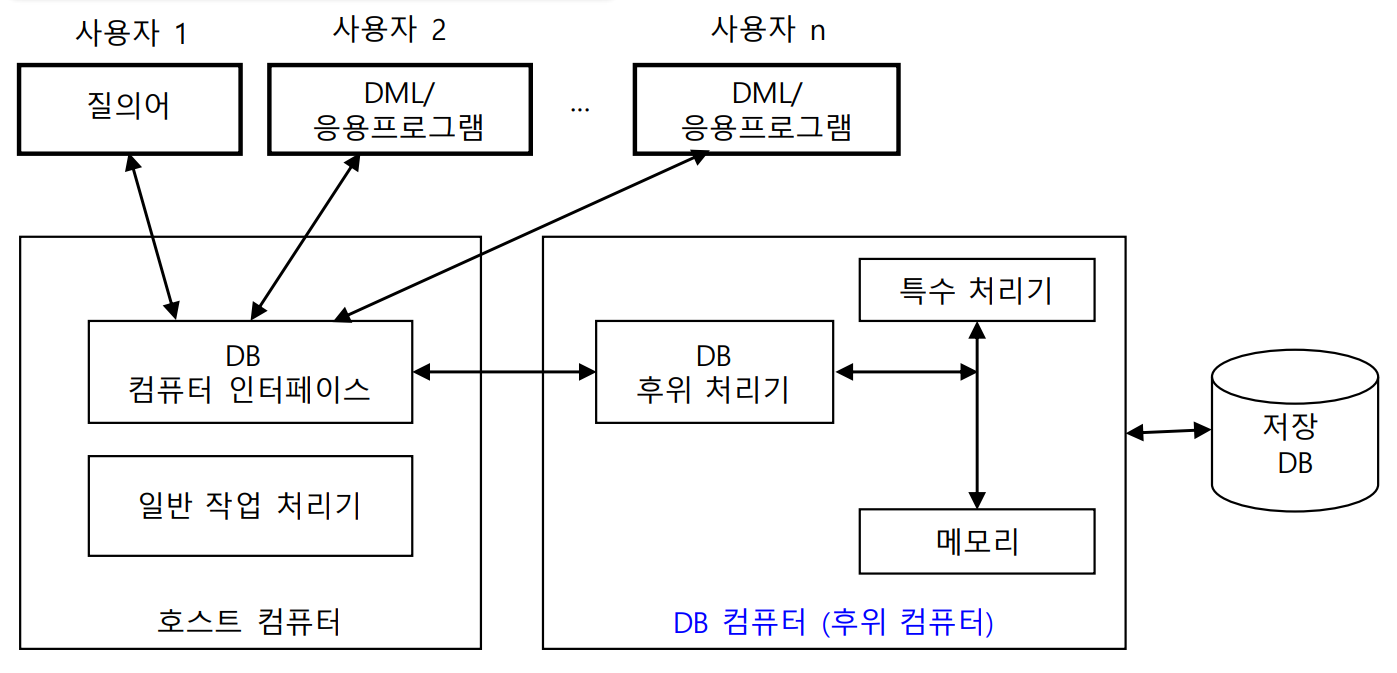 사용자 1
사용자 2
사용자 n
질의어
DML/
응용프로그램
...
DML/
응용프로그램
DB
컴퓨터 인터페이스
일반 작업 처리기
호스트 컴퓨터
DB
후위 처리기
특수 처리기
메모리
DB 컴퓨터 (후위 컴퓨터)
저장
DB